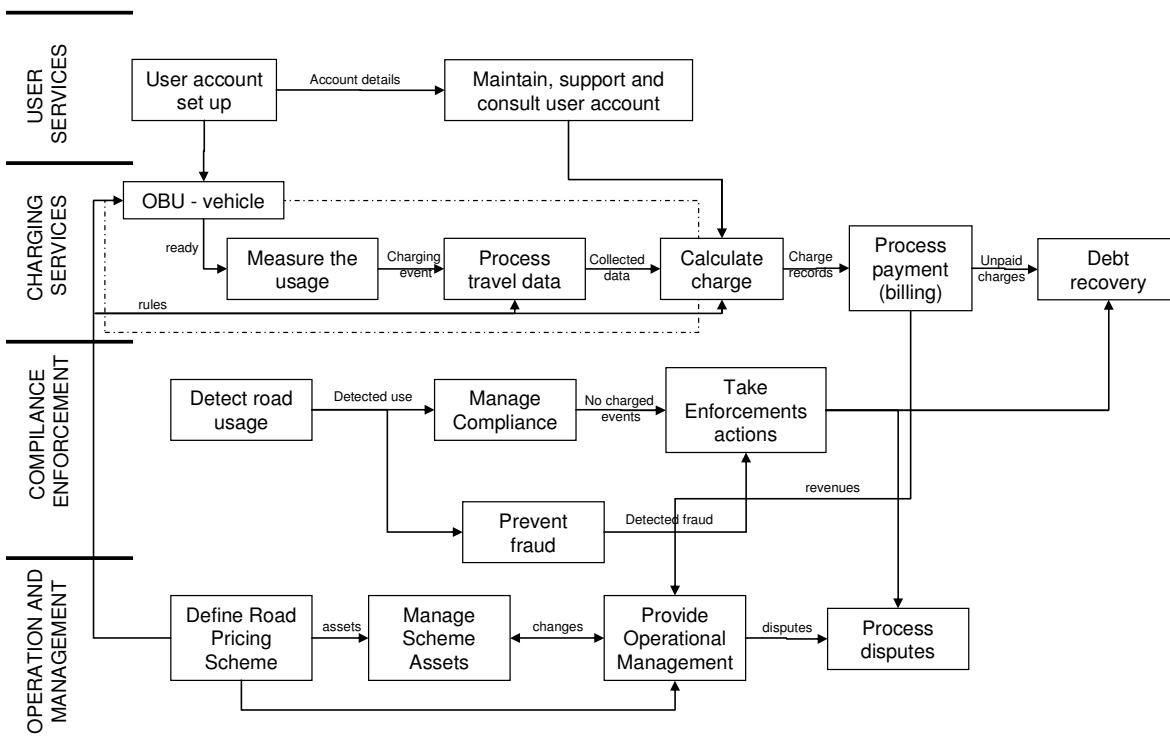 USER
SERVICES
User account
set up
Account details
Maintain, support and
consult user account
CHARGING
SERVICES
OBU - vehicle
ready
Measure the
usage
Charging
event
Process
travel data
Collected
data
Calculate
charge
Charge
records
Process
payment
(billing)
Unpaid
charges
Debt
recovery
rules
COMPILANCE
ENFORCEMENT
Detect road
usage
Detected use
Manage
Compliance
No charged
events
Take
Enforcements
actions
revenues
Prevent
fraud
Detected fraud
OPERATION AND
MANAGEMENT
Define Road
Pricing
Scheme
assets
Manage
Scheme
Assets
changes
Provide
Operational
Management
disputes
Process
disputes